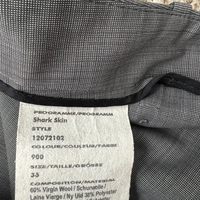 PROGRAMME/PROGRAMM
Shark Skin
STYLE
12072102
COLOUR/COULEUR/FARBE
900
SIZE/TAILLE/GRÖßE
33
COMPOSITION/MATERIAL
60% Virgin Wool / Schurwolle /
Laine Vierge / Ny Uld 38% Polyester